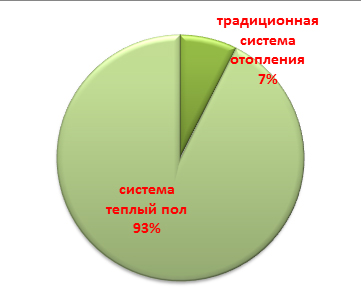 традиционная
система
отопления
7%
система
теплый пол
93%